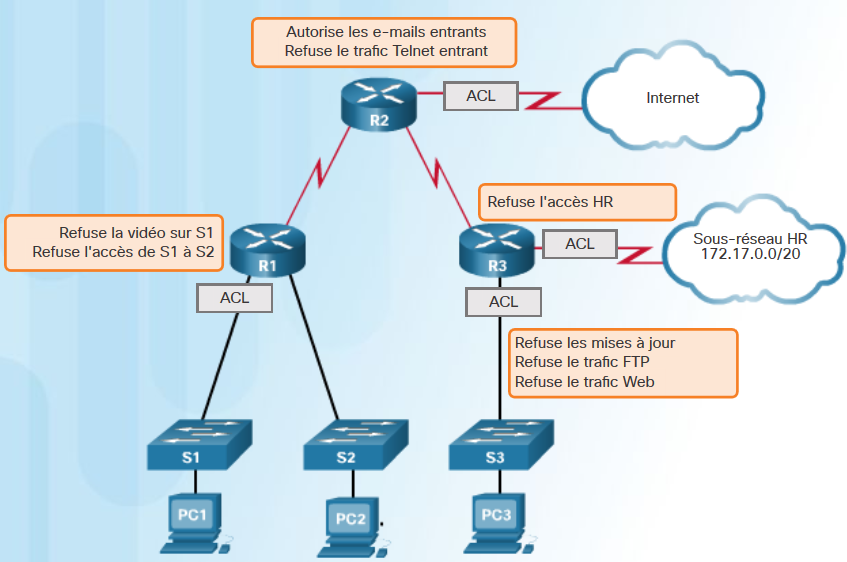 Autorise les e-mails entrants
Refuse le trafic Telnet entrant
ACL
Internet
R2
Refuse l'accès HR
Refuse la vidéo sur S1
Refuse l'accès de S1 à S2
R1
R3
ACL
Sous-réseau HR
172.17.0.0/20
ACL
ACL
Refuse les mises à jour
Refuse le trafic FTP
Refuse le trafic Web
S1
S2
S3
PC1
PC2
PC3